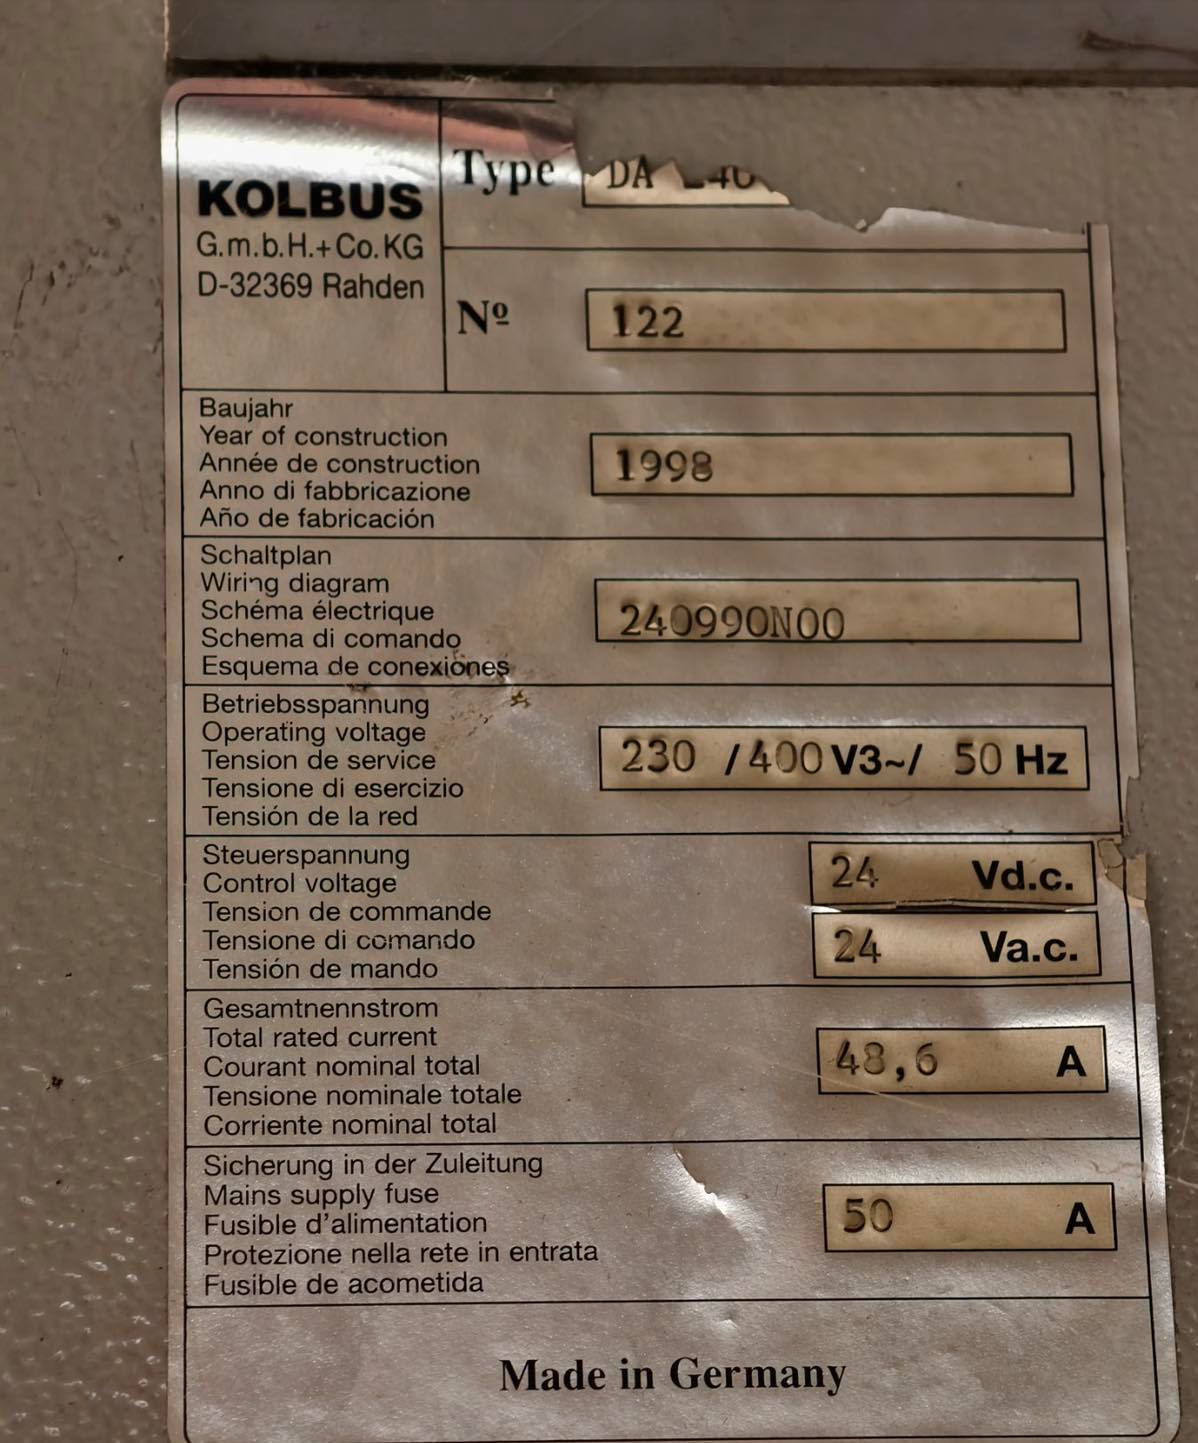 KOLBUS
G.m.b.H.+Co.KG
D-32369 Rahden
Type DA
Nº 122
Baujahr
Year of construction
Année de construction
Anno di fabbricazione
Año de fabricación
1998
Schaltplan
Wiring diagram
Schéma électrique
Schema di comando
Esquema de conexiones
240990N00
Betriebsspannung
Operating voltage
Tension de service
Tensione di esercizio
Tensión de la red
230 /400 V3~/ 50 Hz
Steuerspannung
Control voltage
Tension de commande
Tensione di comando
Tensión de mando
24 Vd.c.
24 Va.c.
Gesamtnennstrom
Total rated current
Courant nominal total
Tensione nominale totale
Corriente nominal total
48,6 A
Sicherung in der Zuleitung
Mains supply fuse
Fusible d'alimentation
Protezione nella rete in entrata
Fusible de acometida
50 A
Made in Germany